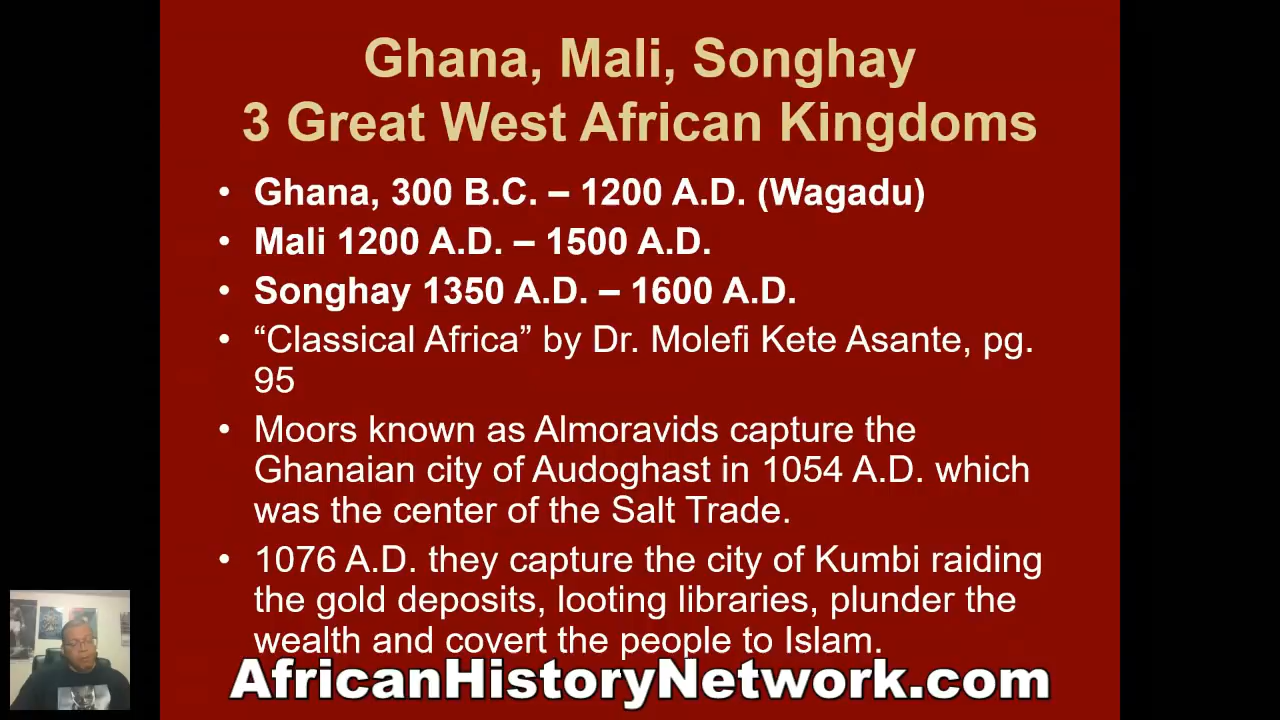 Ghana, Mali, Songhay
3 Great West African Kingdoms
• Ghana, 300 B.C. – 1200 A.D. (Wagadu)
• Mali 1200 A.D. – 1500 A.D.
• Songhay 1350 A.D. – 1600 A.D.
• “Classical Africa” by Dr. Molefi Kete Asante, pg.
95
• Moors known as Almoravids capture the
Ghanaian city of Audoghast in 1054 A.D. which
was the center of the Salt Trade.
• 1076 A.D. they capture the city of Kumbi raiding
the gold deposits, looting libraries, plunder the
wealth and covert the people to Islam.
AfricanHistoryNetwork.com